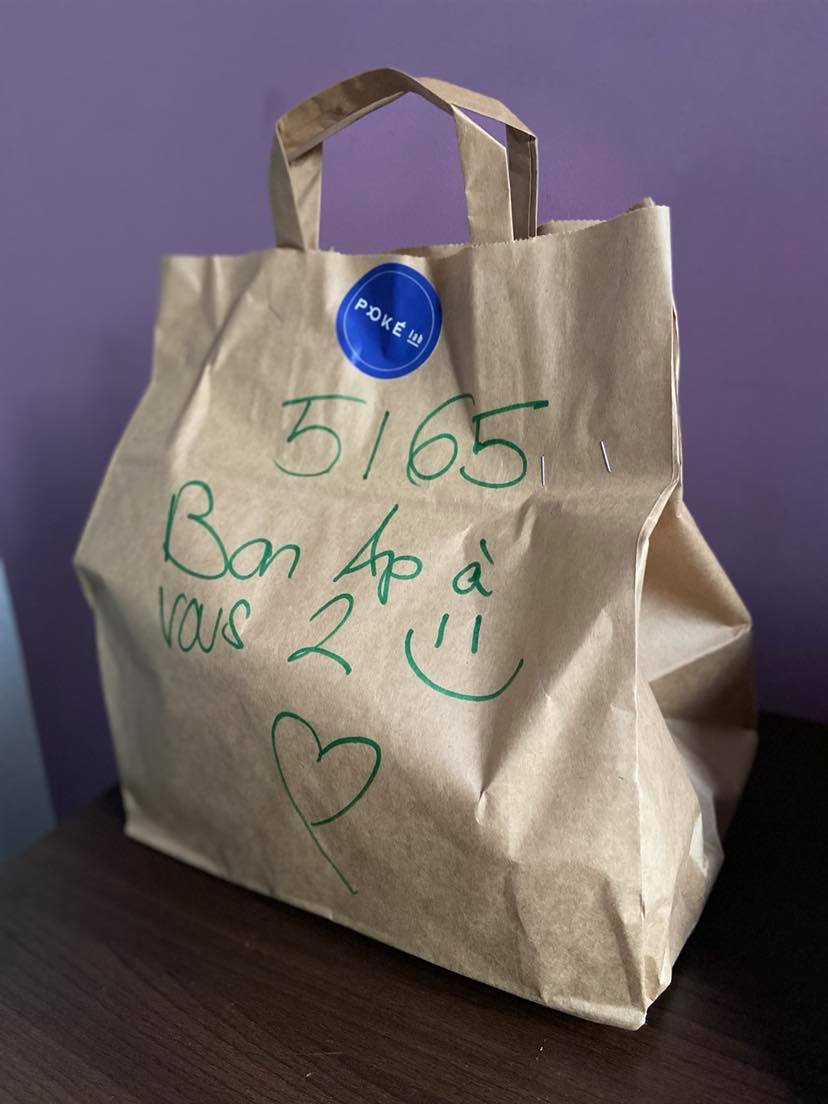 POKÉ
5165
Bon Ap à
vous 2